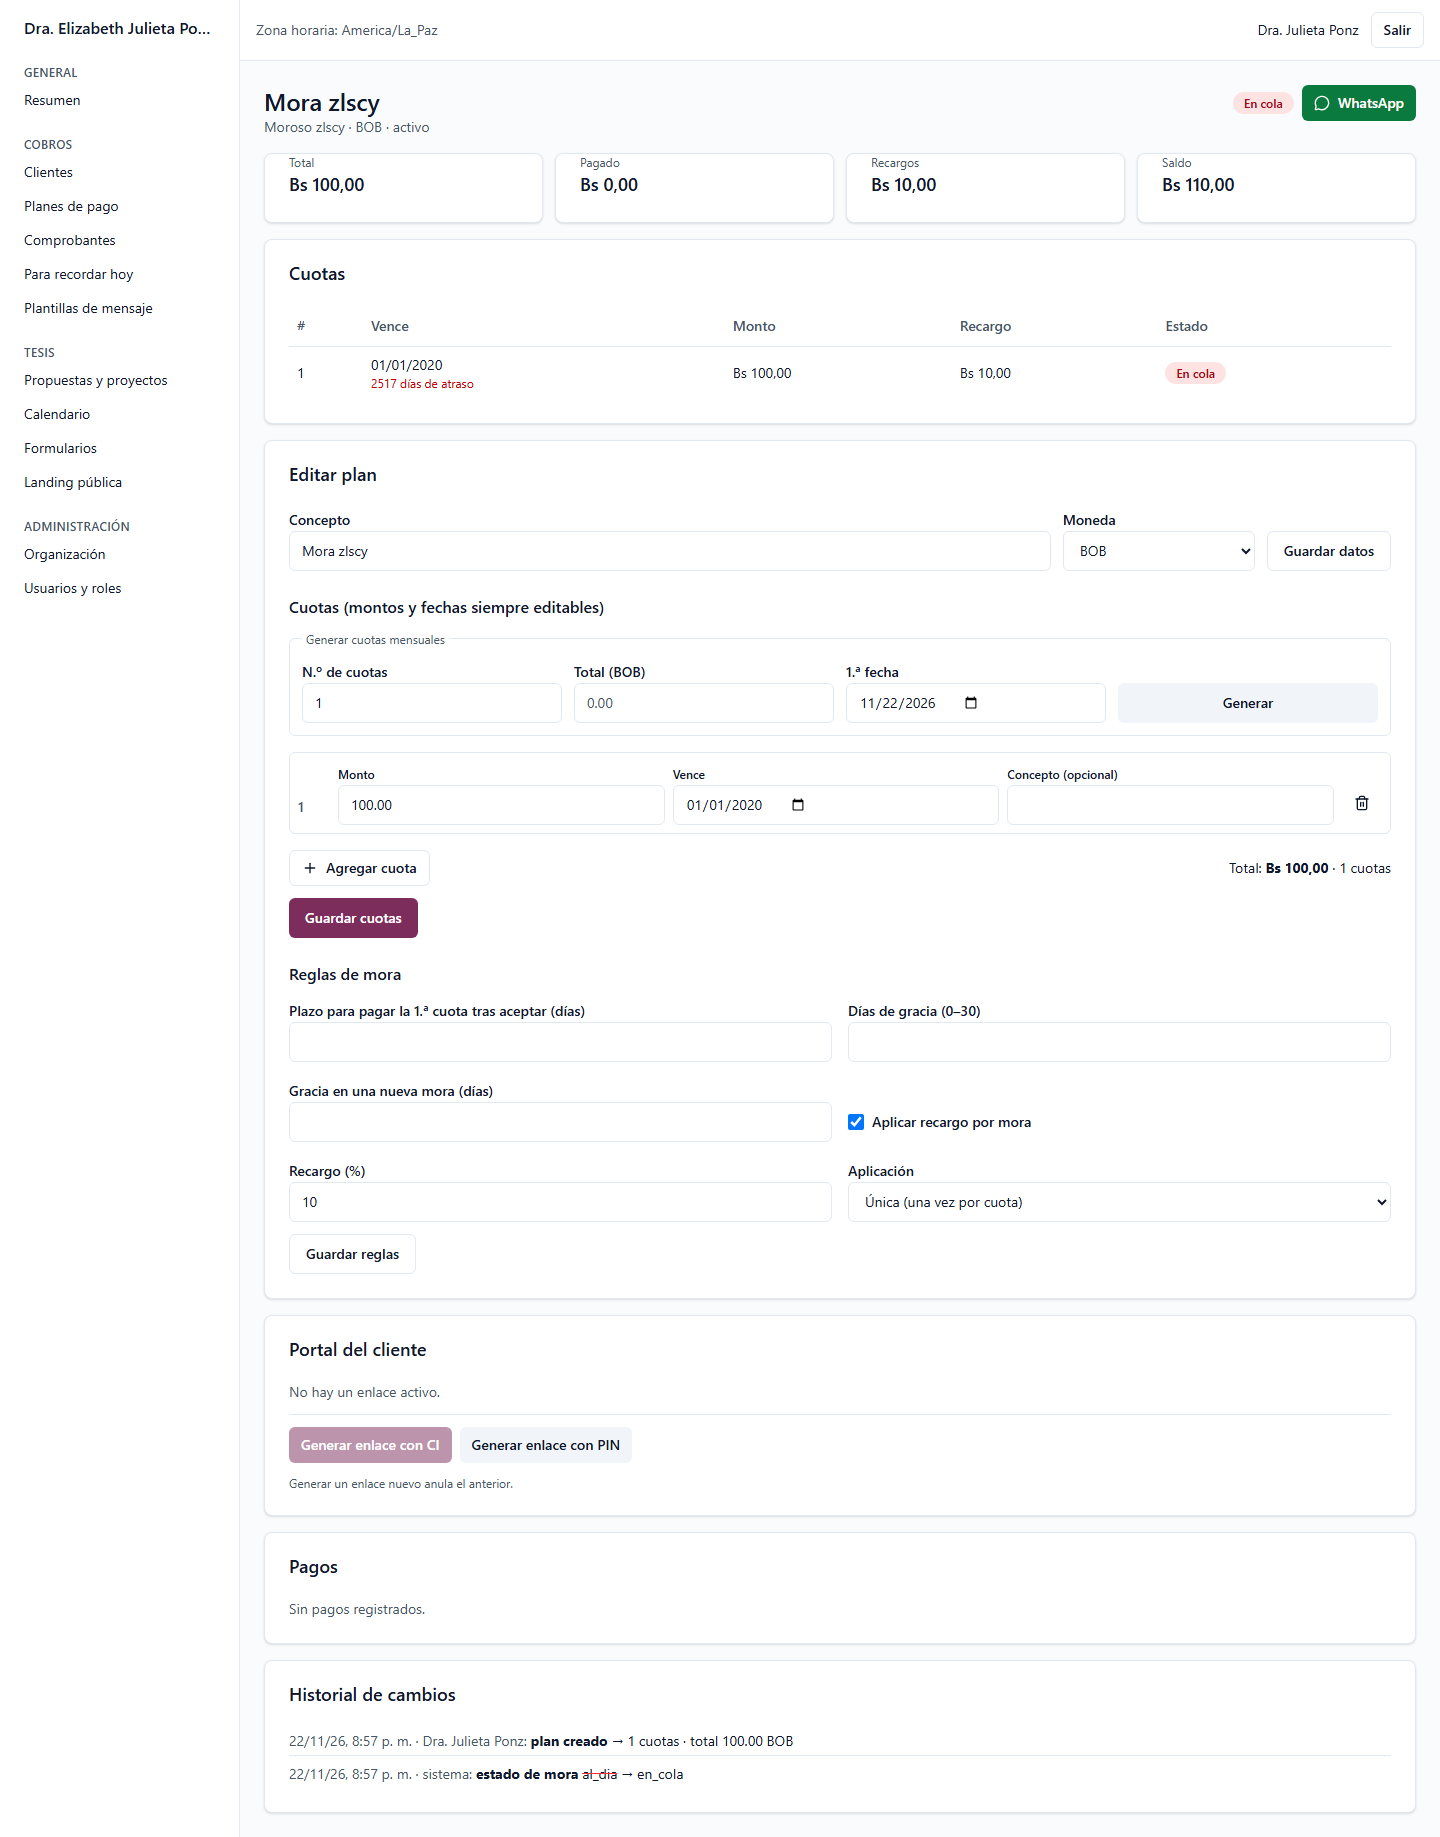 Dra. Elizabeth Julieta Po...
Zona horaria: America/La_Paz
Dra. Julieta Ponz
Salir
GENERAL
Resumen
COBROS
Clientes
Planes de pago
Comprobantes
Para recordar hoy
Plantillas de mensaje
TESIS
Propuestas y proyectos
Calendario
Formularios
Landing pública
ADMINISTRACIÓN
Organización
Usuarios y roles
Mora zlscy
Moroso zlscy · BOB · activo
En cola
WhatsApp
Total
Bs 100,00
Pagado
Bs 0,00
Recargos
Bs 10,00
Saldo
Bs 110,00
Cuotas
# Vence Monto Recargo Estado
1 01/01/2020 Bs 100,00 Bs 10,00 En cola
2517 días de atraso
Editar plan
Concepto
Mora zlscy
Moneda
BOB
Guardar datos
Cuotas (montos y fechas siempre editables)
Generar cuotas mensuales
N.º de cuotas
1
Total (BOB)
0.00
1.ª fecha
11/22/2026
Generar
1
Monto
100.00
Vence
01/01/2020
Concepto (opcional)
+ Agregar cuota
Total: Bs 100,00 · 1 cuotas
Guardar cuotas
Reglas de mora
Plazo para pagar la 1.ª cuota tras aceptar (días)
Días de gracia (0–30)
Gracia en una nueva mora (días)
Aplicar recargo por mora
Recargo (%)
10
Aplicación
Única (una vez por cuota)
Guardar reglas
Portal del cliente
No hay un enlace activo.
Generar enlace con CI
Generar enlace con PIN
Generar un enlace nuevo anula el anterior.
Pagos
Sin pagos registrados.
Historial de cambios
22/11/26, 8:57 p. m. · Dra. Julieta Ponz: plan creado → 1 cuotas · total 100.00 BOB
22/11/26, 8:57 p. m. · sistema: estado de mora al_dia → en_cola